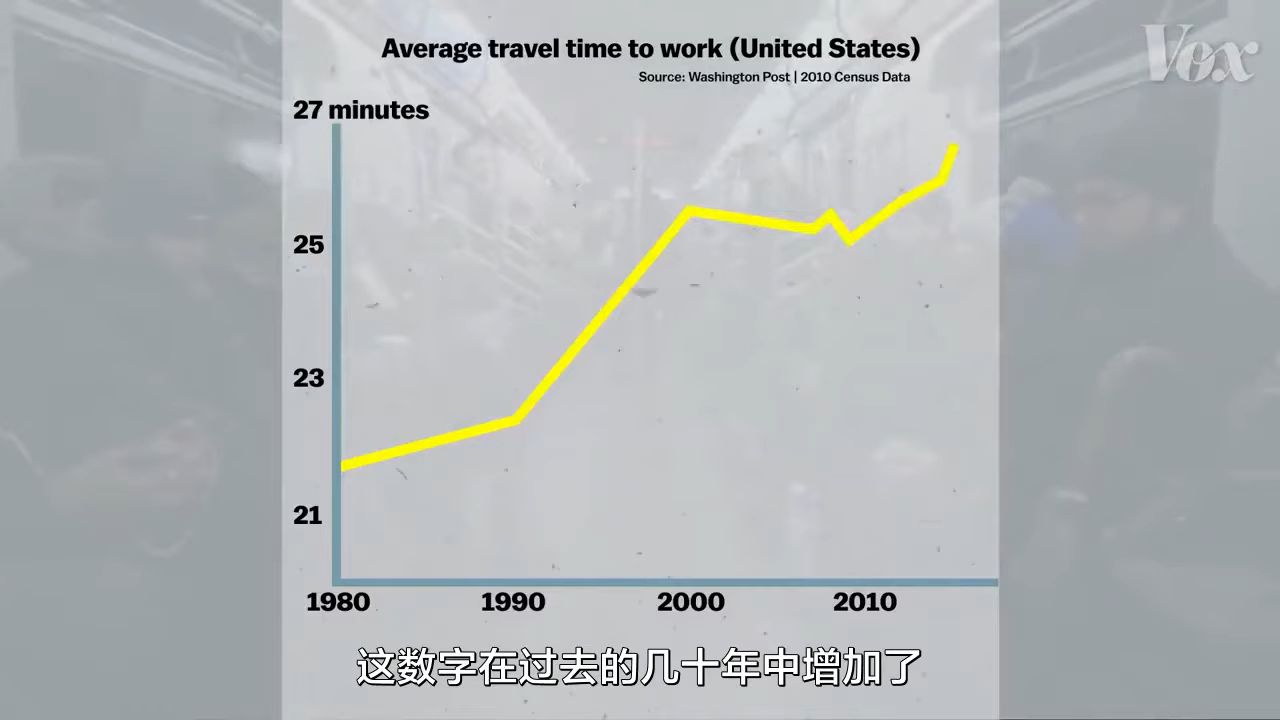 Average travel time to work (United States)
Source: Washington Post | 2010 Census Data
Vox
27 minutes
25
23
21
1980 1990 2000 2010
这数字在过去的几十年中增加了